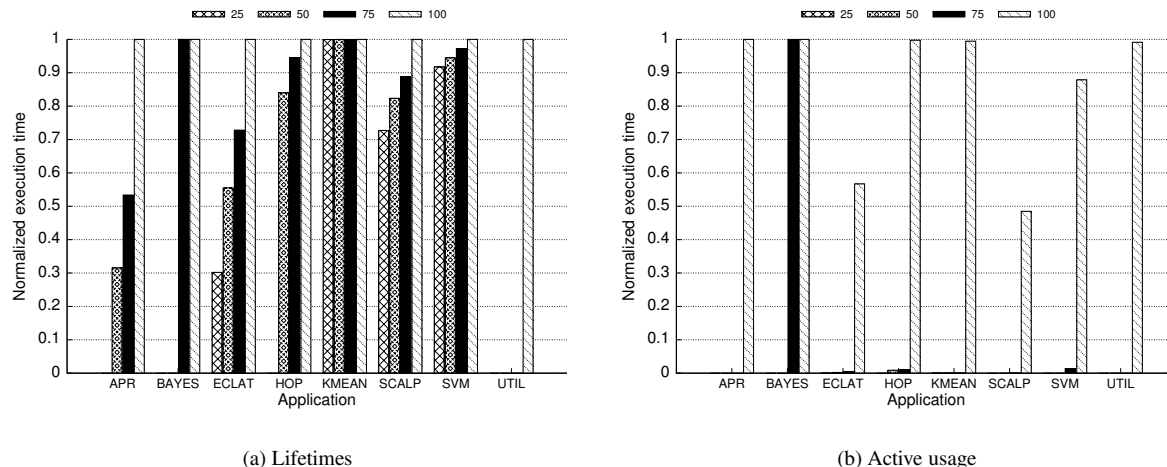 25 50 75 100
1
0.9
0.8
0.7
0.6
0.5
0.4
0.3
0.2
0.1
0
Normalized execution time
APR BAYES ECLAT HOP KMEAN SCALP SVM UTIL
Application
(a) Lifetimes
25 50 75 100
1
0.9
0.8
0.7
0.6
0.5
0.4
0.3
0.2
0.1
0
Normalized execution time
APR BAYES ECLAT HOP KMEAN SCALP SVM UTIL
Application
(b) Active usage